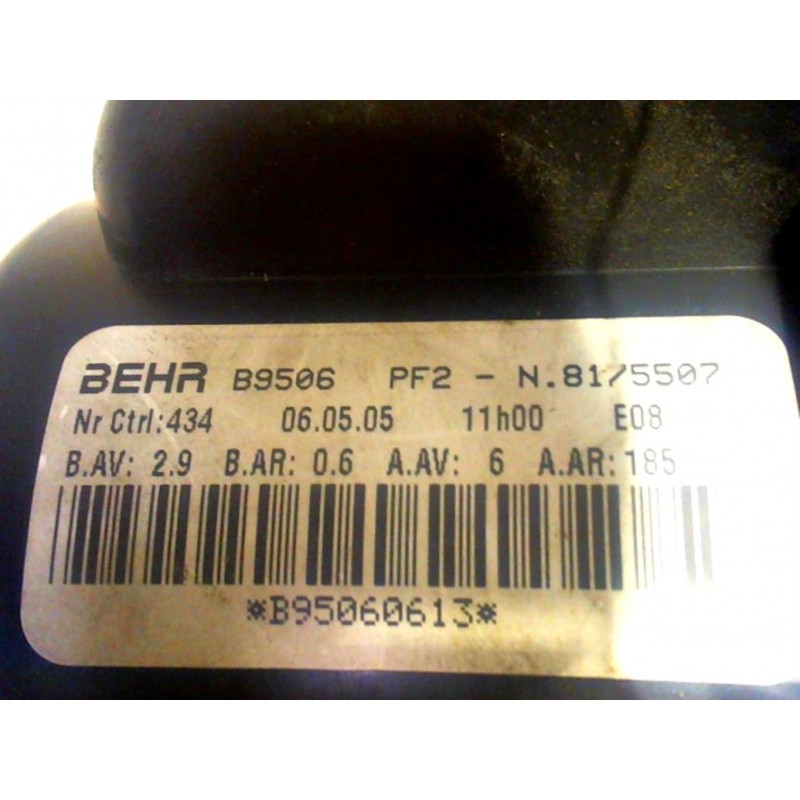 BEHR B9506 PF2 - N.8175507
Nr Ctrl:434 06.05.05 11h00 E08
B.AV: 2.9 B.AR: 0.6 A.AV: 6 A.AR: 185
*B95060613*